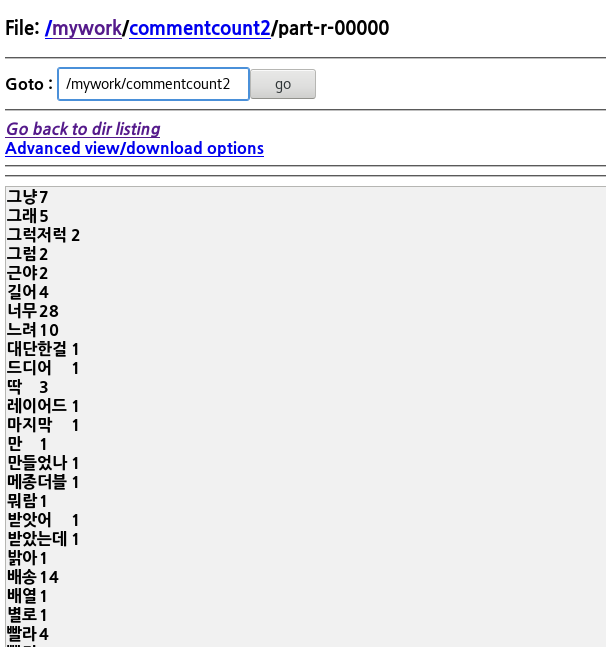 File: /mywork/commentcount2/part-r-00000
Goto : /mywork/commentcount2 go
Go back to dir listing
Advanced view/download options
그냥 7
그래 5
그럭저럭 2
그럼 2
근야 2
길어 4
너무 28
느려 10
대단한걸 1
드디어 1
딱 3
레이어드 1
마지막 1
만 1
만들었나 1
메종더블 1
뭐람 1
받앗어 1
받았는데 1
밝아 1
배송 14
배열 1
별로 1
빨라 4